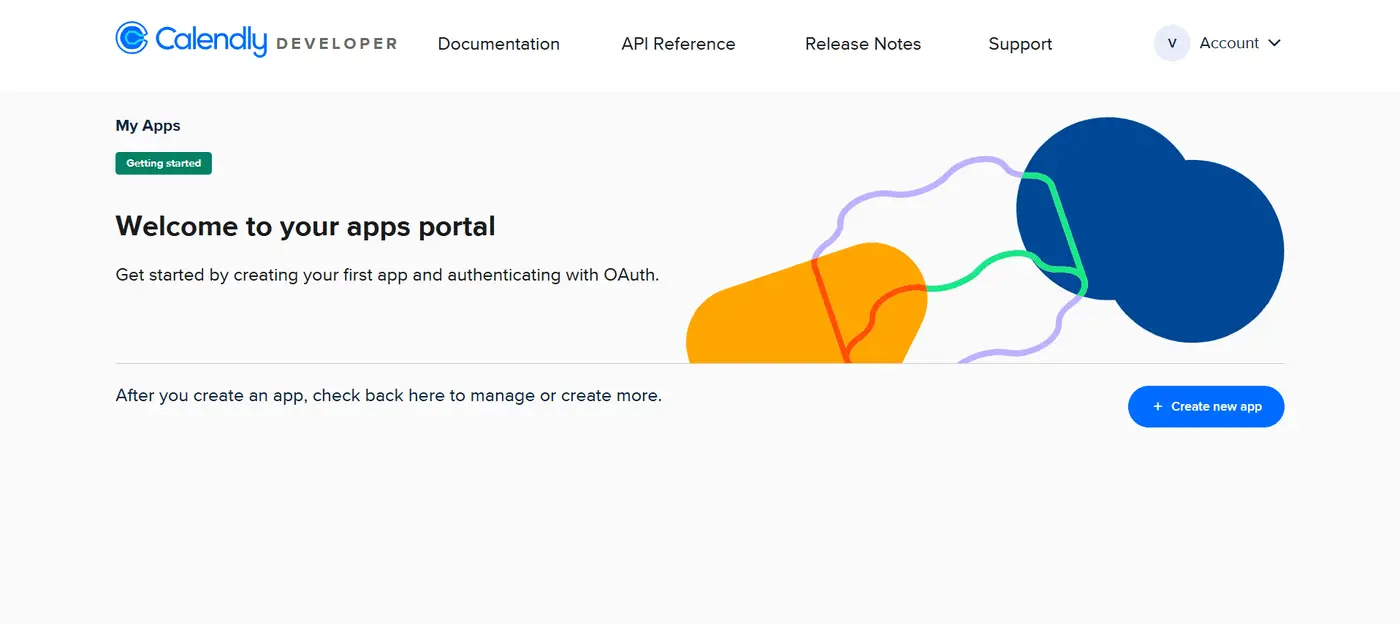 Calendly DEVELOPER Documentation API Reference Release Notes Support V Account
My Apps
Getting started
Welcome to your apps portal
Get started by creating your first app and authenticating with OAuth.
After you create an app, check back here to manage or create more.
+ Create new app